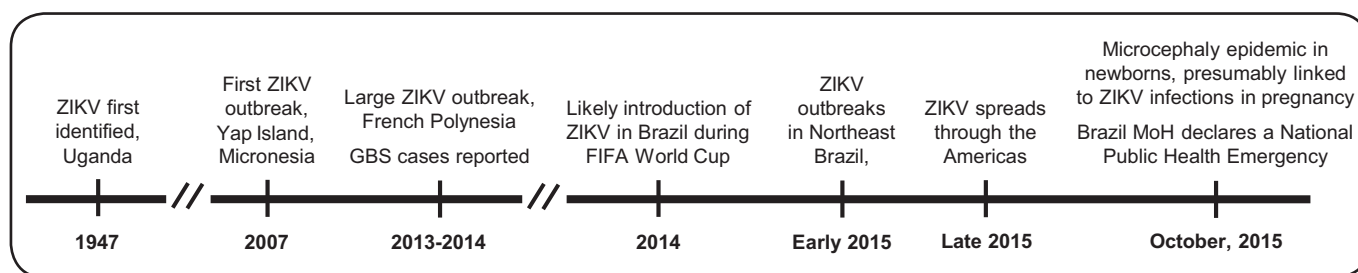 ZIKV first
identified,
Uganda
1947
First ZIKV
outbreak,
Yap Island,
Micronesia
2007
Large ZIKV outbreak,
French Polynesia
GBS cases reported
2013-2014
Likely introduction of
ZIKV in Brazil during
FIFA World Cup
2014
ZIKV
outbreaks
in Northeast
Brazil,
Early 2015
ZIKV spreads
through the
Americas
Late 2015
Microcephaly epidemic in
newborns, presumably linked
to ZIKV infections in pregnancy
Brazil MoH declares a National
Public Health Emergency
October, 2015